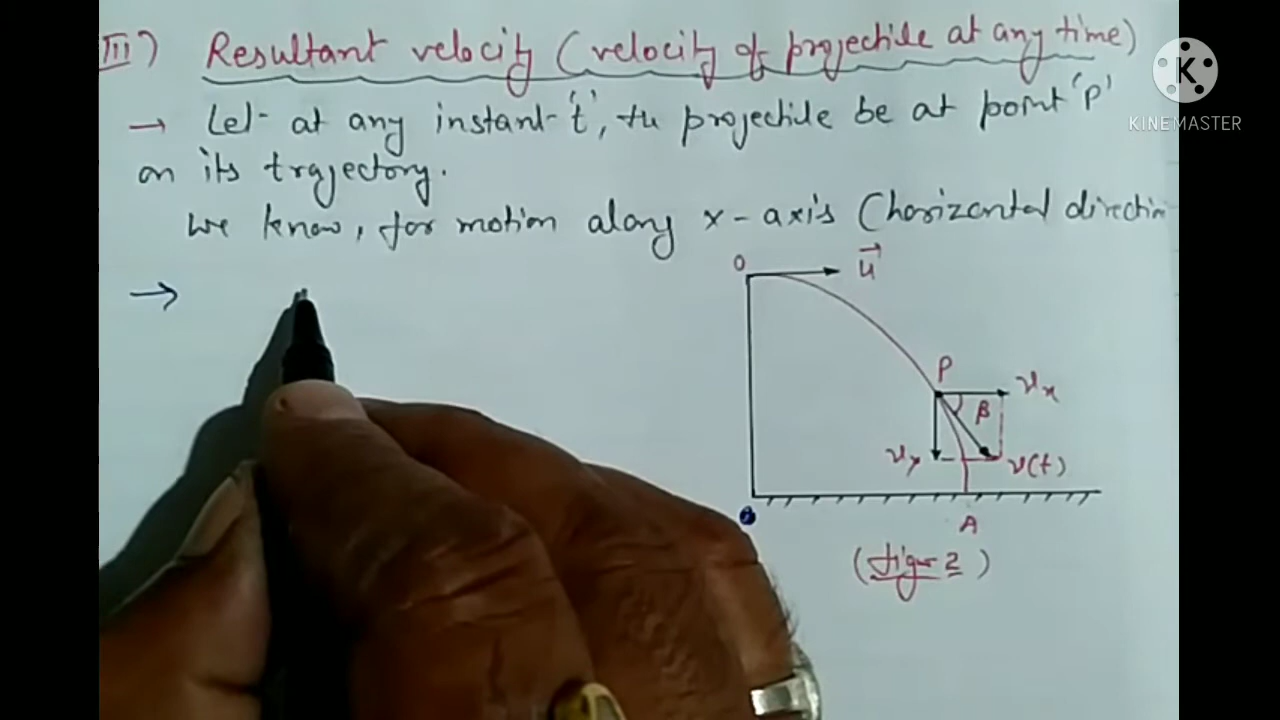 III) Resultant velocity (velocity of projectile at any time)
→ Let at any instant 't', the projectile be at point 'P'
on its trajectory.
We know, for motion along x-axis (horizontal direction
→
O u⃗
P vx
β
vy v(t)
A
(figure 2)
K
KINEMASTER